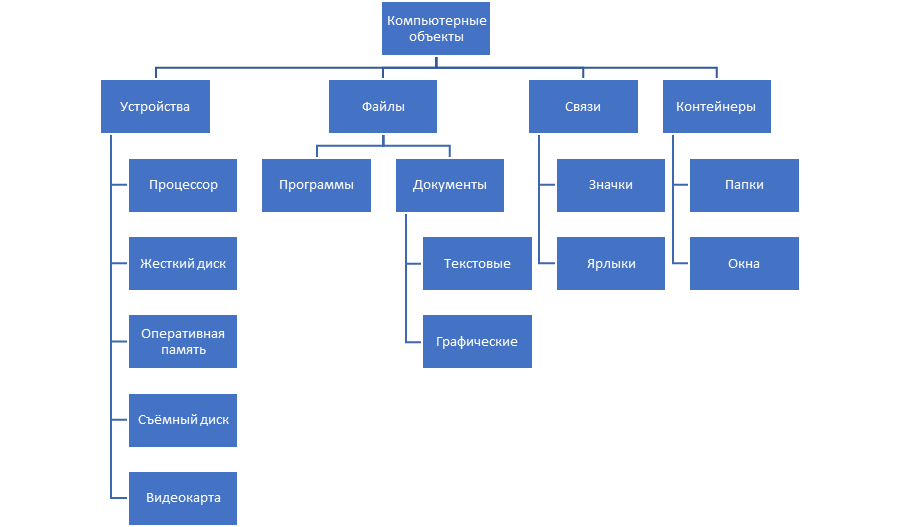 Компьютерные
объекты
Устройства
Файлы
Связи
Контейнеры
Процессор
Программы
Документы
Значки
Папки
Жесткий диск
Текстовые
Ярлыки
Окна
Оперативная
память
Графические
Съёмный диск
Видеокарта